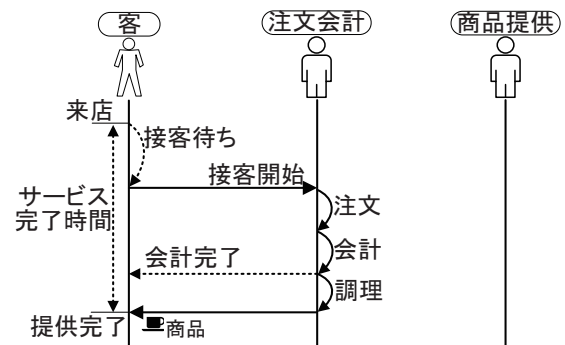 客
注文会計
商品提供
来店
接客待ち
接客開始
サービス
完了時間
注文
会計
会計完了
調理
提供完了
商品